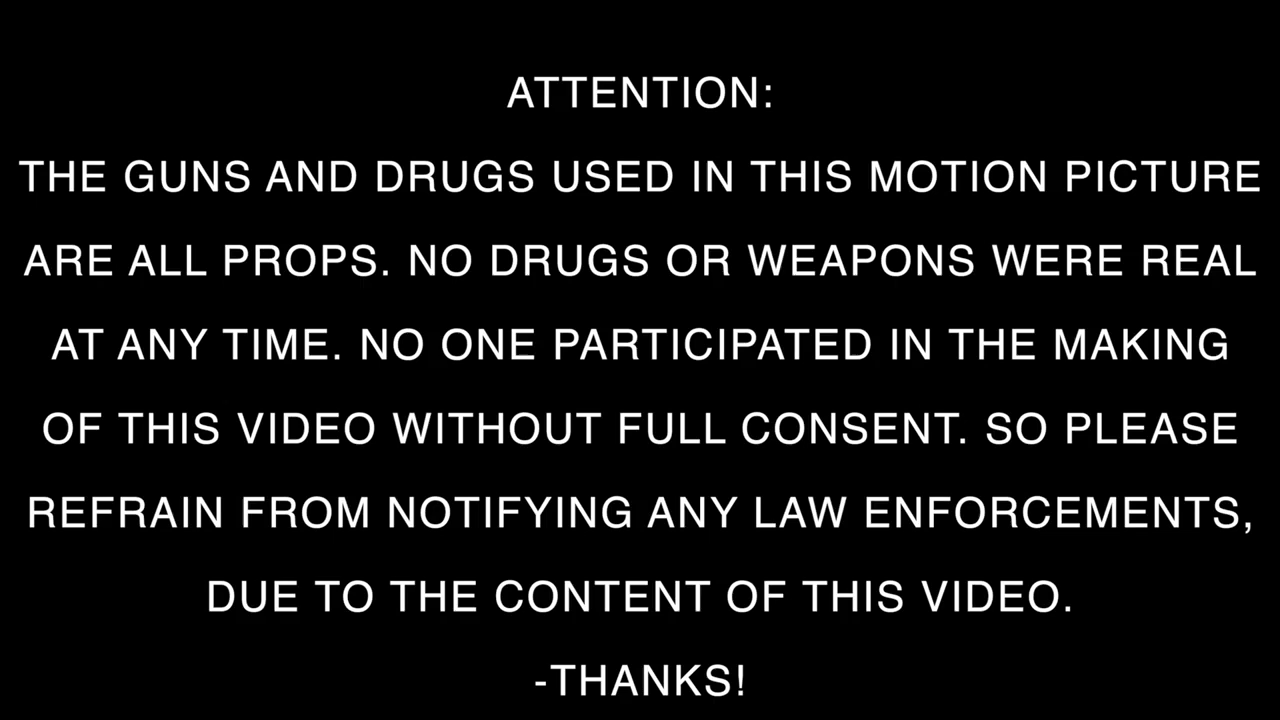 ATTENTION:
THE GUNS AND DRUGS USED IN THIS MOTION PICTURE
ARE ALL PROPS. NO DRUGS OR WEAPONS WERE REAL
AT ANY TIME. NO ONE PARTICIPATED IN THE MAKING
OF THIS VIDEO WITHOUT FULL CONSENT. SO PLEASE
REFRAIN FROM NOTIFYING ANY LAW ENFORCEMENTS,
DUE TO THE CONTENT OF THIS VIDEO.
-THANKS!